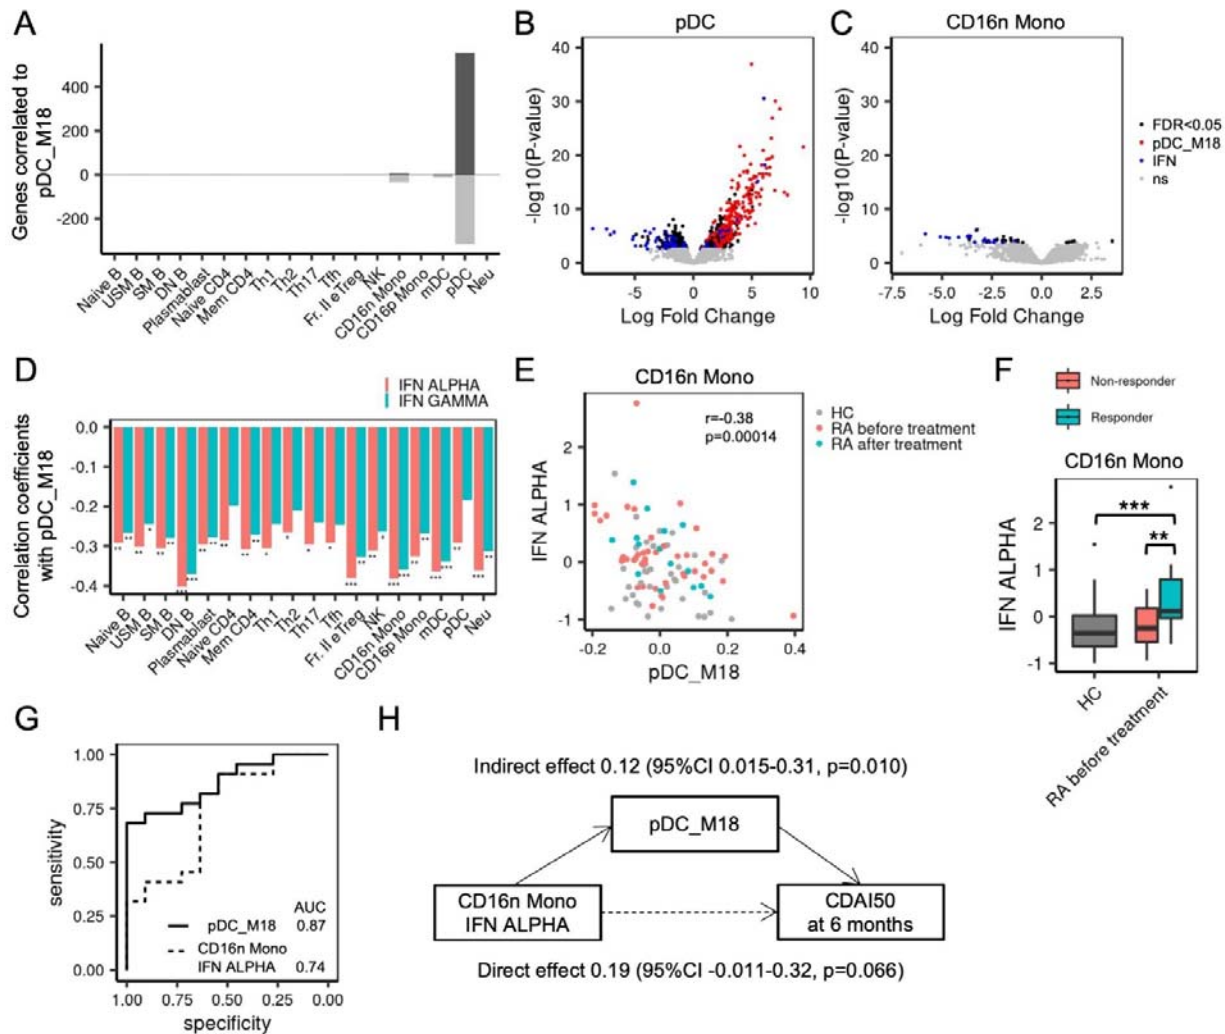 A
Genes correlated to
pDC_M18
400
200
0
-200
Naive B
USM B
SM B
DN B
Plasmablast
Naive CD4
Mem CD4
Th1
Th2
Th17
Tfh
Fr. II eTreg
NK
CD16n Mono
CD16p Mono
mDC
pDC
Neu
B
pDC
-log10(P-value)
40
30
20
10
0
-5
0
5
10
Log Fold Change
C
CD16n Mono
-log10(P-value)
40
30
20
10
0
-7.5
-5.0
-2.5
0.0
2.5
Log Fold Change
FDR<0.05
pDC_M18
IFN
ns
D
IFN ALPHA
IFN GAMMA
Correlation coefficients
with pDC_M18
0.0
-0.1
-0.2
-0.3
-0.4
Naive B
USM B
SM B
DN B
Plasmablast
Naive CD4
Mem CD4
Th1
Th2
Th17
Tfh
Fr. II eTreg
NK
CD16n Mono
CD16p Mono
mDC
pDC
Neu
E
CD16n Mono
IFN ALPHA
2
1
0
-1
r=-0.38
p=0.00014
-0.2
0.0
0.2
0.4
pDC_M18
HC
RA before treatment
RA after treatment
F
Non-responder
Responder
CD16n Mono
***
**
IFN ALPHA
2
1
0
-1
HC
RA before treatment
G
sensitivity
1.00
0.75
0.50
0.25
0.00
AUC
pDC_M18 0.87
CD16n Mono
IFN ALPHA 0.74
1.00
0.75
0.50
0.25
0.00
specificity
H
Indirect effect 0.12 (95%CI 0.015-0.31, p=0.010)
pDC_M18
CD16n Mono
IFN ALPHA
CDAI50
at 6 months
Direct effect 0.19 (95%CI -0.011-0.32, p=0.066)